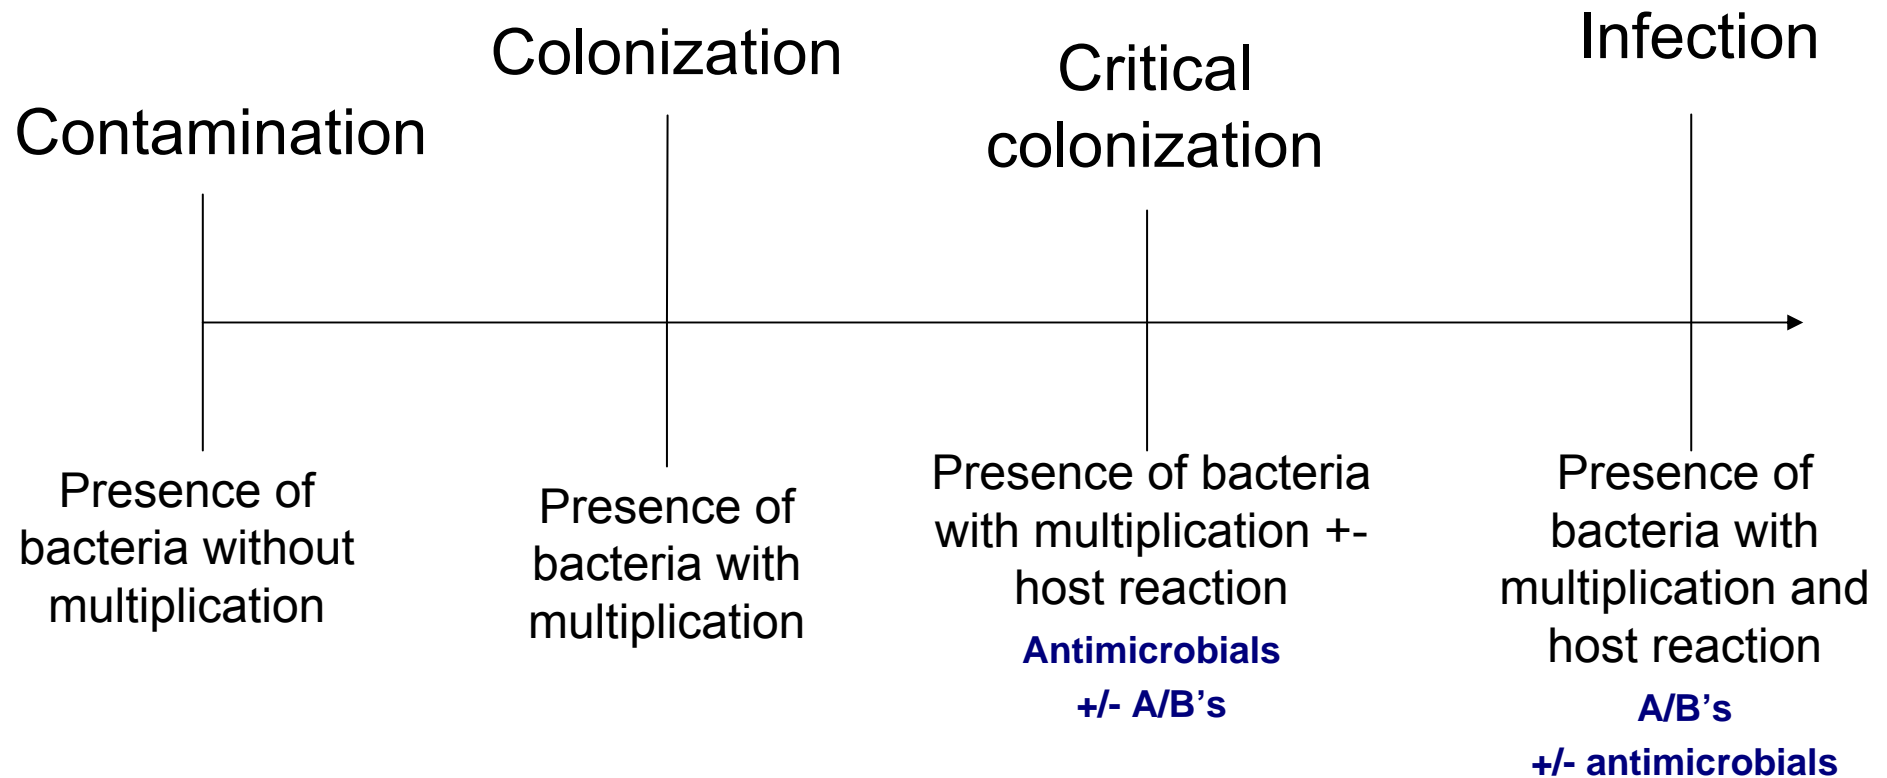 Contamination
Colonization
Critical
colonization
Infection
Presence of
bacteria without
multiplication
Presence of
bacteria with
multiplication
Presence of bacteria
with multiplication +-
host reaction
Antimicrobials
+/- A/B’s
Presence of
bacteria with
multiplication and
host reaction
A/B’s
+/- antimicrobials